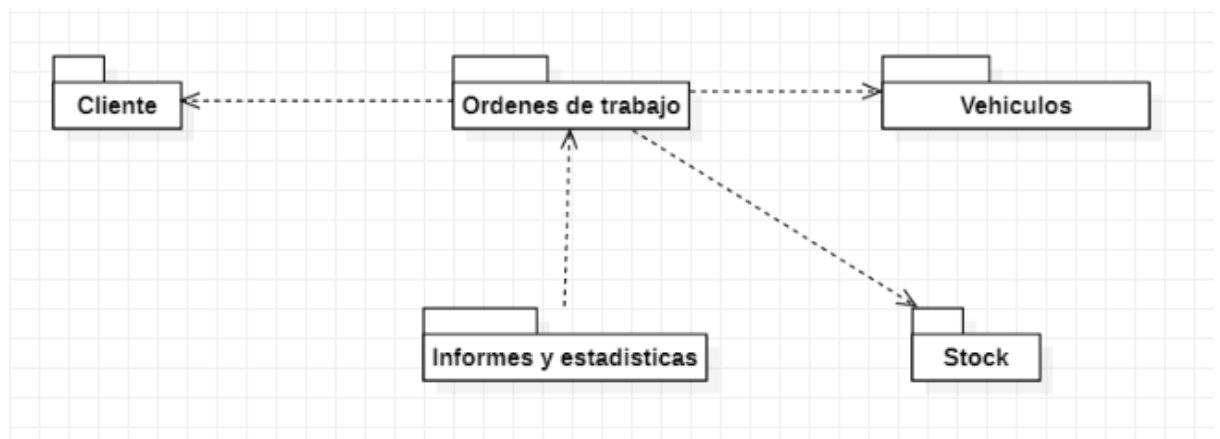 Cliente
Ordenes de trabajo
Vehiculos
Informes y estadisticas
Stock